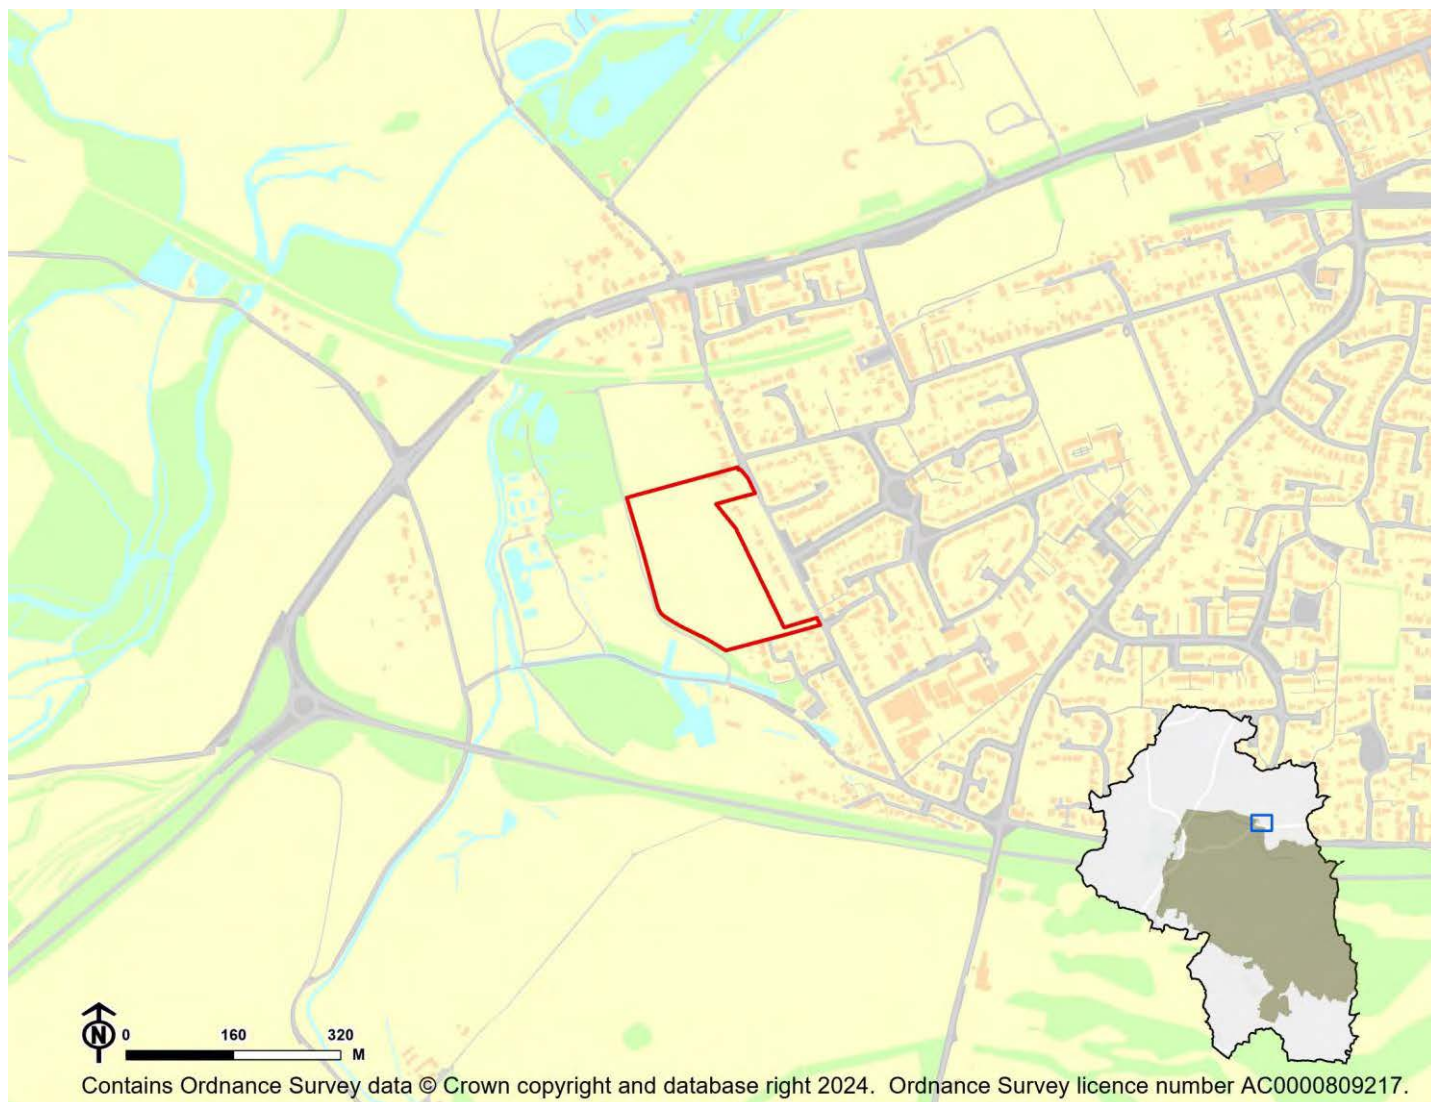 N 0 160 320
M
Contains Ordnance Survey data © Crown copyright and database right 2024. Ordnance Survey licence number AC0000809217.